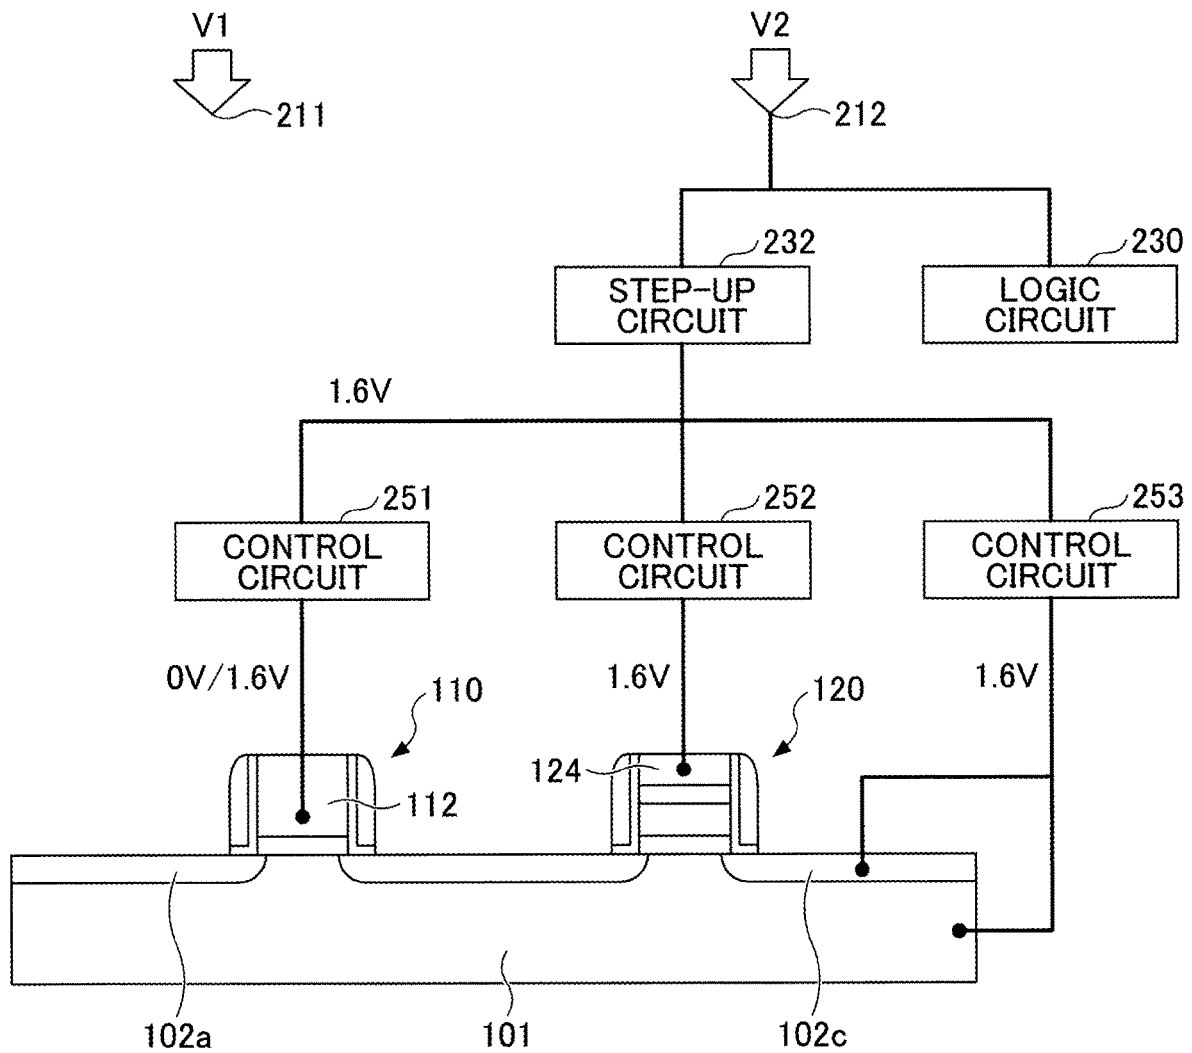 V1
V2
211
212
232
230
STEP-UP
CIRCUIT
LOGIC
CIRCUIT
1.6V
251
252
253
CONTROL
CIRCUIT
CONTROL
CIRCUIT
CONTROL
CIRCUIT
0V/1.6V
110
1.6V
120
1.6V
112
124
102a
101
102c